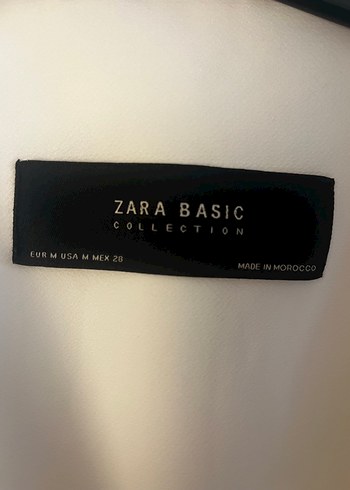 ZARA BASIC
COLLECTION
EUR M USA M MEX 28
MADE IN MOROCCO